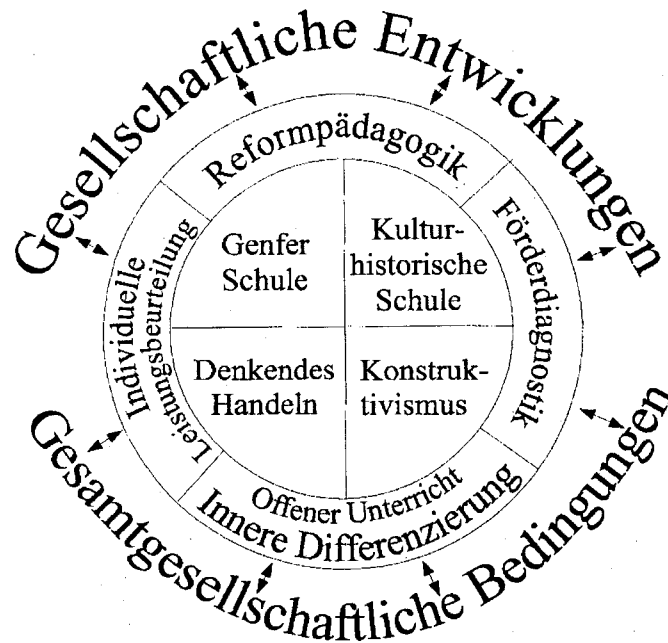 Gesellschaftliche Entwicklungen
Reformpädagogik
Förderdiagnostik
Individuelle
Leistungsbeurteilung
Genfer
Schule
Kultur-
historische
Schule
Denkendes
Handeln
Konstruk-
tivismus
Offener Unterricht
Innere Differenzierung
Gesamtgesellschaftliche Bedingungen